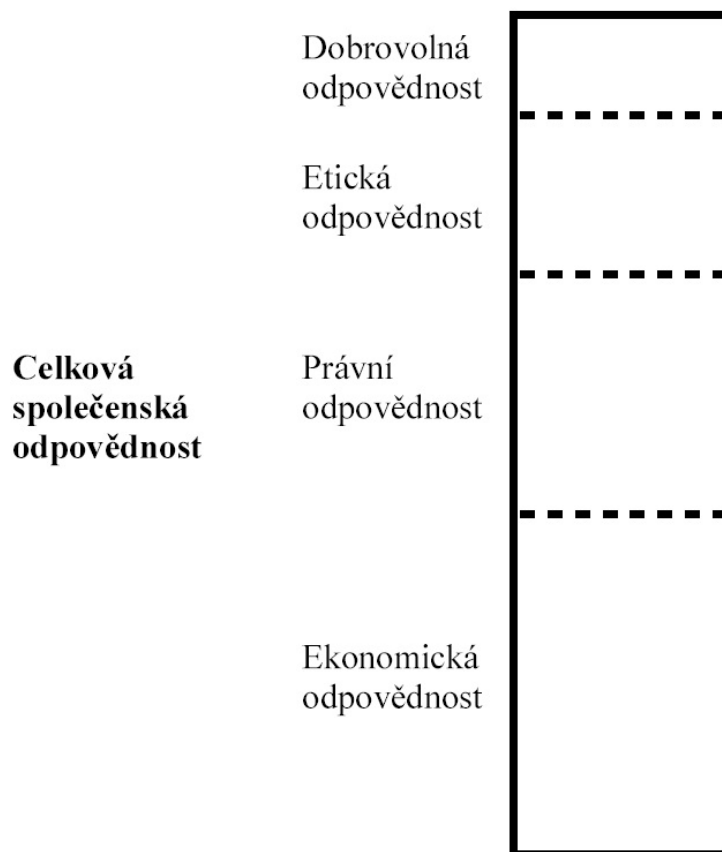 Dobrovolná
odpovědnost
Etická
odpovědnost
Celková
společenská
odpovědnost
Právní
odpovědnost
Ekonomická
odpovědnost